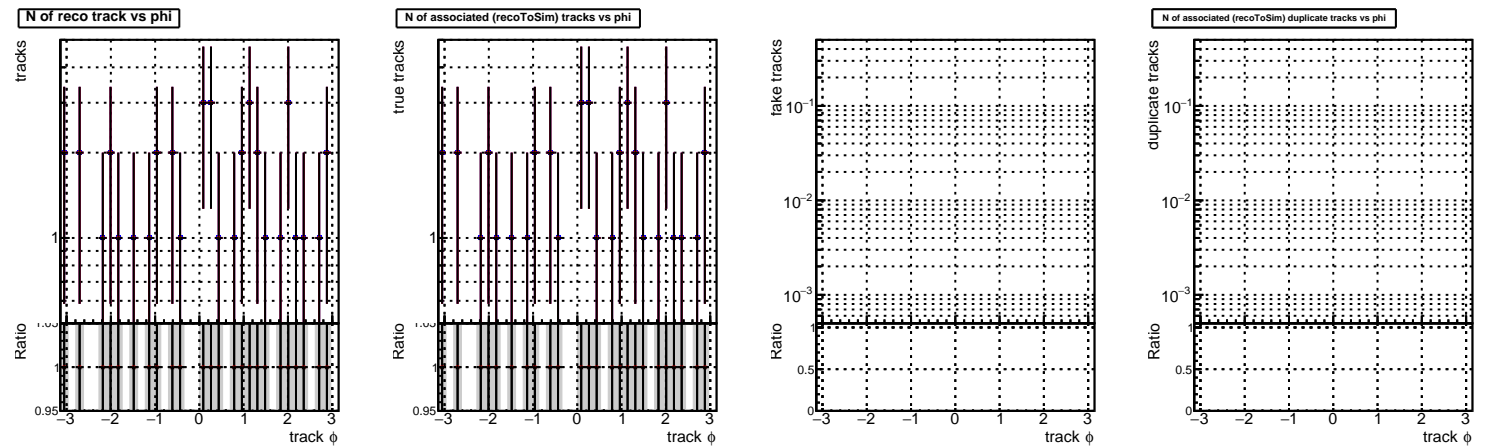 N of reco track vs phi
tracks
1
Ratio
1.05
1
0.95
−3 −2 −1 0 1 2 3
track ϕ
N of associated (recoToSim) tracks vs phi
true tracks
1
Ratio
1.05
1
0.95
−3 −2 −1 0 1 2 3
track ϕ
fake tracks
10−1
10−2
10−3
Ratio
1
0.5
0
−3 −2 −1 0 1 2 3
track ϕ
N of associated (recoToSim) duplicate tracks vs phi
duplicate tracks
10−1
10−2
10−3
Ratio
1
0.5
0
−3 −2 −1 0 1 2 3
track ϕ